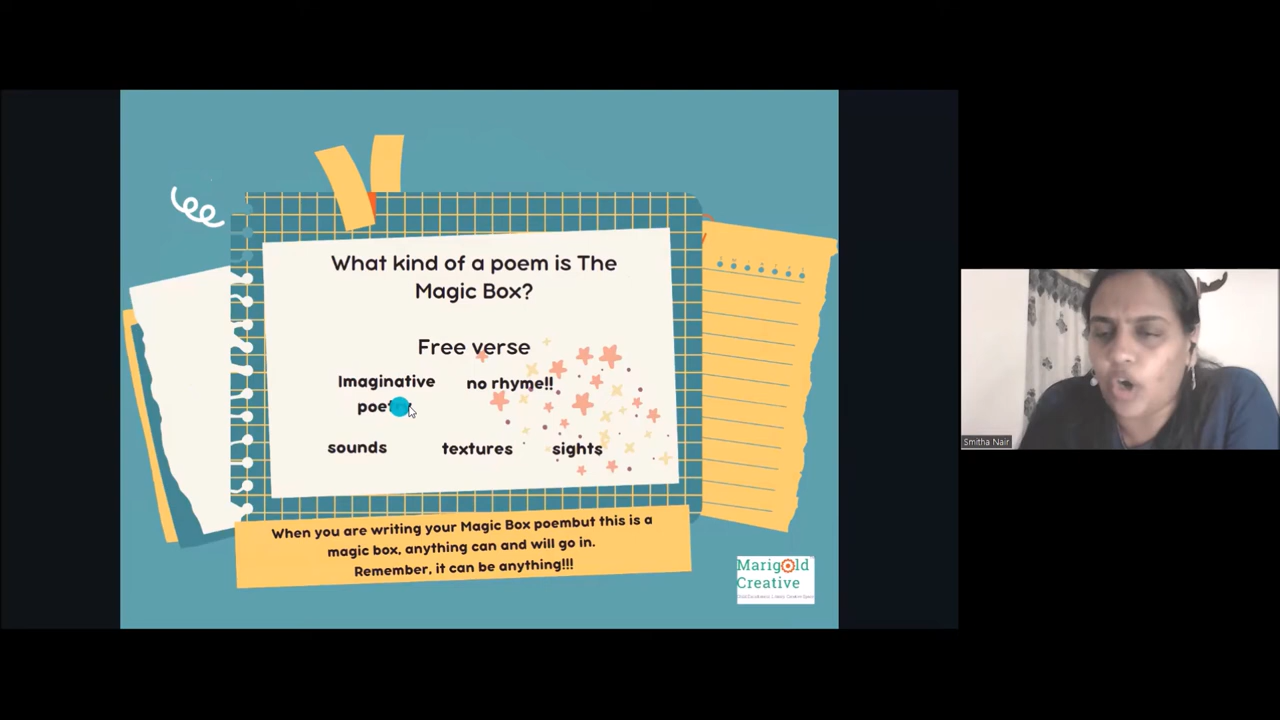 What kind of a poem is The
Magic Box?
Free verse
Imaginative
poetry
no rhyme!!
sounds
textures
sights
When you are writing your Magic Box poembut this is a
magic box, anything can and will go in.
Remember, it can be anything!!!
Marigold
Creative
Smitha Nair